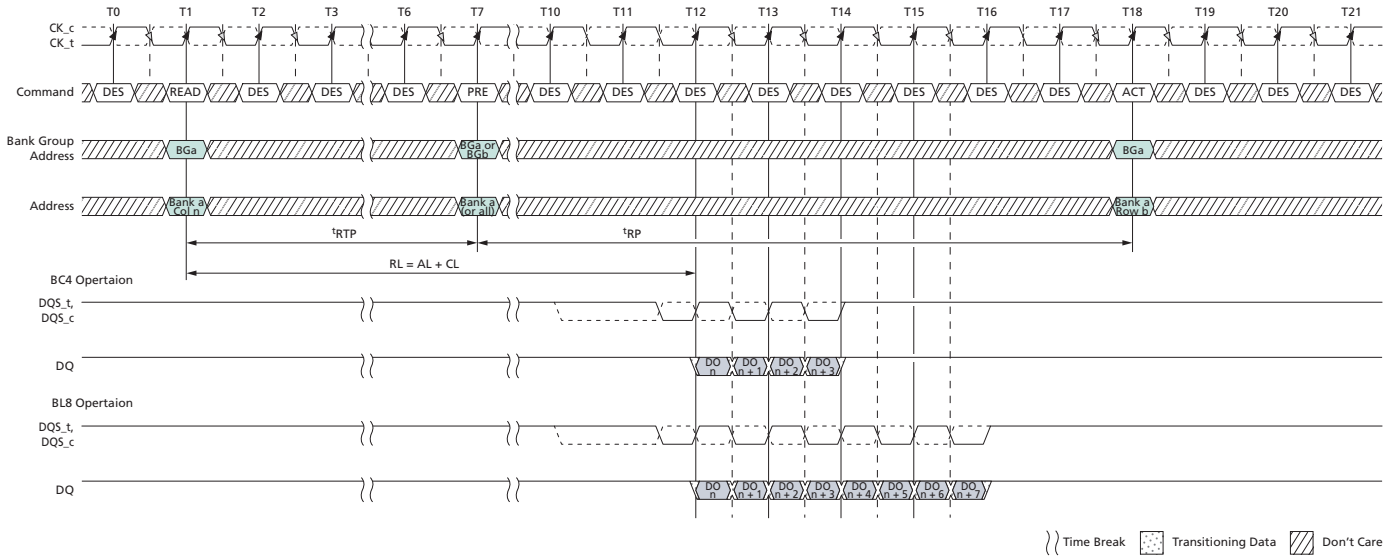 T0 T1 T2 T3 T6 T7 T10 T11 T12 T13 T14 T15 T16 T17 T18 T19 T20 T21
CK_c
CK_t
Command DES READ DES DES DES PRE DES DES DES DES DES DES DES DES ACT DES DES DES
Bank Group
Address
BGa
BGa or
BGb
BGa
Address
Bank a
Col n
Bank a
(or all)
Bank a
Row b
tRTP tRP
RL = AL + CL
BC4 Opertaion
DQS_t,
DQS_c
DQ
DO
n
DO
n + 1
DO
n + 2
DO
n + 3
BL8 Opertaion
DQS_t,
DQS_c
DQ
DO
n
DO
n + 1
DO
n + 2
DO
n + 3
DO
n + 4
DO
n + 5
DO
n + 6
DO
n + 7
Time Break Transitioning Data Don't Care